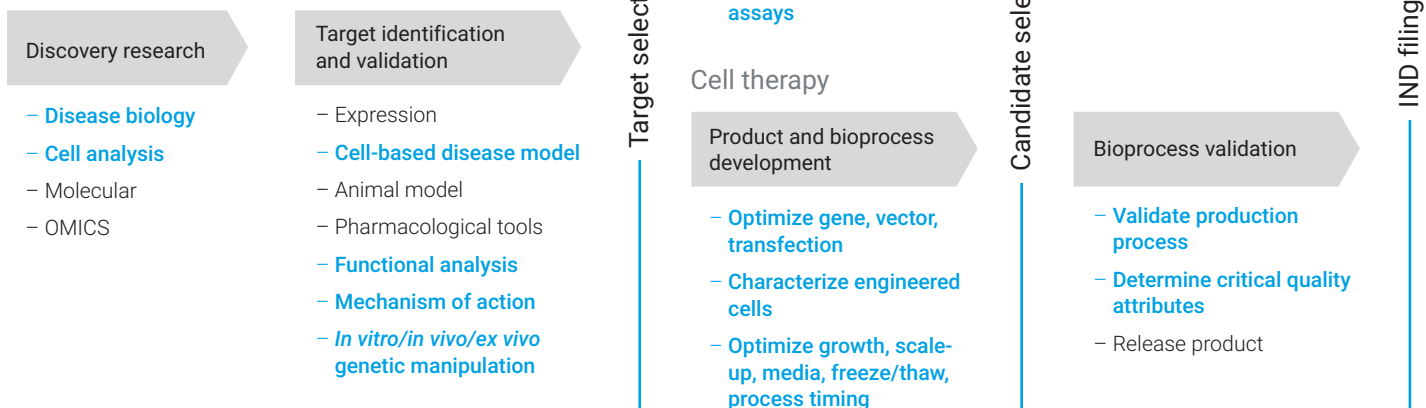 Discovery research
– Disease biology
– Cell analysis
– Molecular
– OMICS
Target identification
and validation
– Expression
– Cell-based disease model
– Animal model
– Pharmacological tools
– Functional analysis
– Mechanism of action
– In vitro/in vivo/ex vivo
genetic manipulation
Target
assays
Cell therapy
Product and bioprocess
development
– Optimize gene, vector,
transfection
– Characterize engineered
cells
– Optimize growth, scale-
up, media, freeze/thaw,
process timing
Candidate
Bioprocess validation
– Validate production
process
– Determine critical quality
attributes
– Release product
IND filing